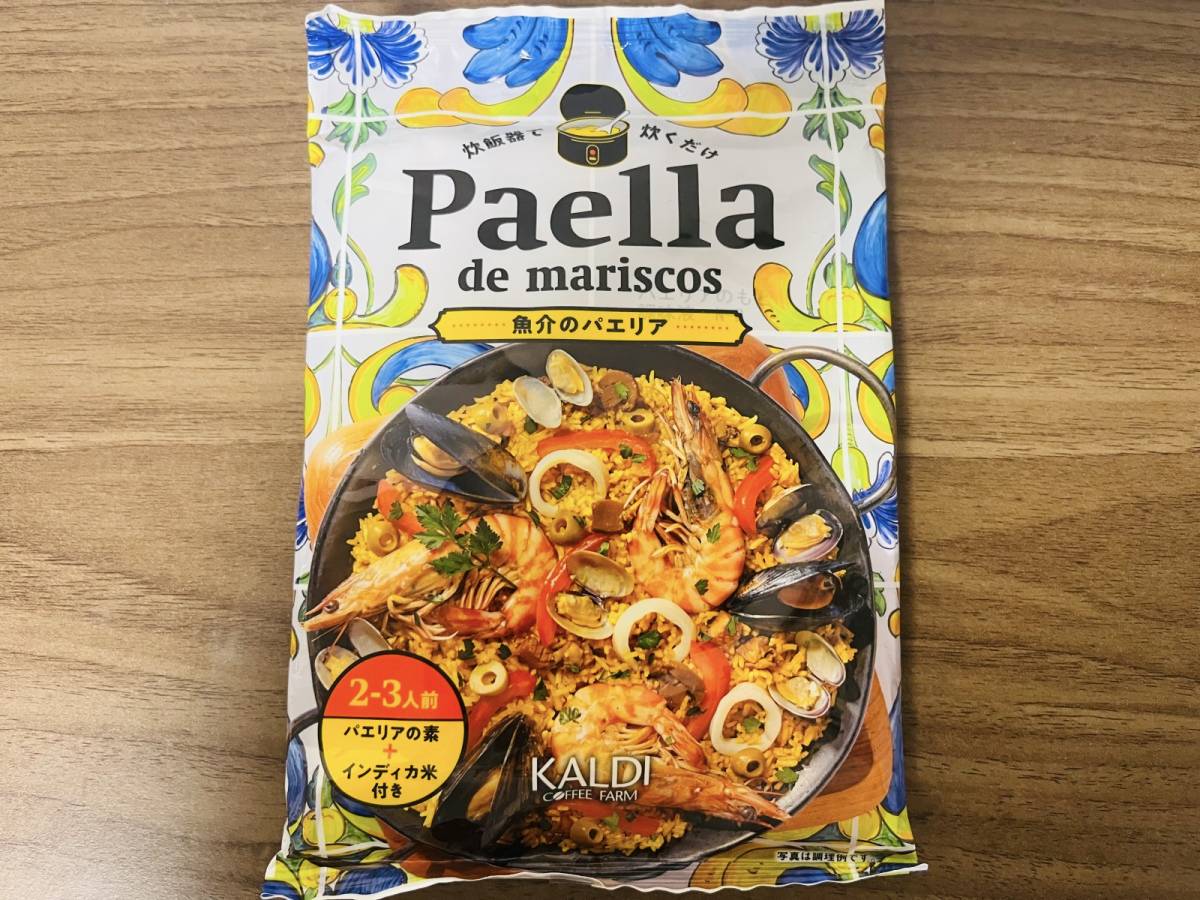 炊飯器で 炊くだけ
Paella
de mariscos
魚介のパエリア
2-3人前
パエリアの素
+
インディカ米
付き
KALDI
COFFEE FARM
写真は調理例です。